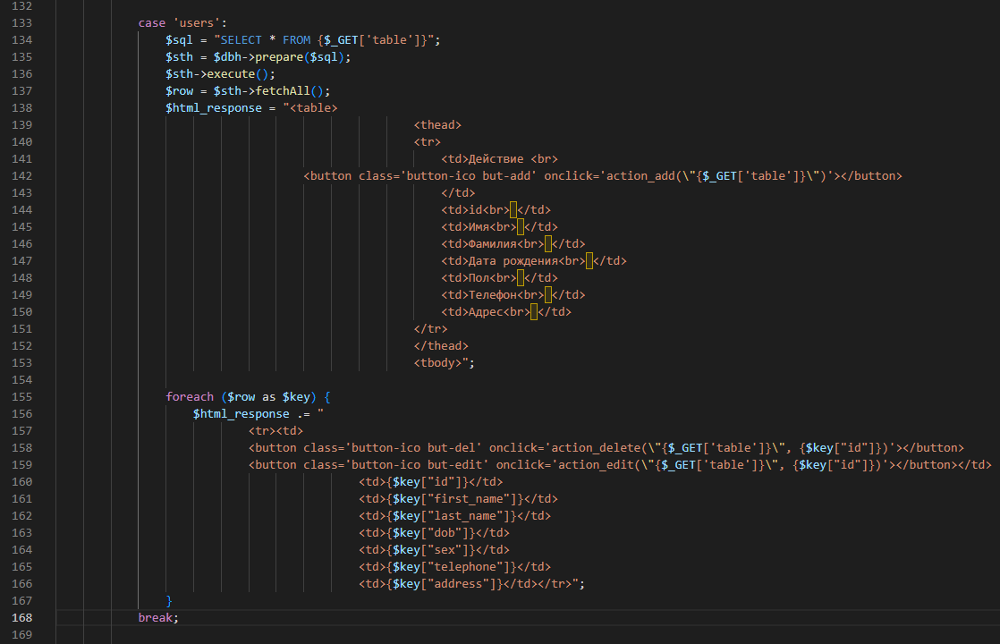 132
133 case 'users':
134 $sql = "SELECT * FROM {$_GET['table']}";
135 $sth = $dbh->prepare($sql);
136 $sth->execute();
137 $row = $sth->fetchAll();
138 $html_response = "<table>
139 <thead>
140 <tr>
141 <td>Действие <br>
142 <button class='button-ico but-add' onclick='action_add(\"{$_GET['table']}\")'></button>
143 </td>
144 <td>id<br> </td>
145 <td>Имя<br> </td>
146 <td>Фамилия<br> </td>
147 <td>Дата рождения<br> </td>
148 <td>Пол<br> </td>
149 <td>Телефон<br> </td>
150 <td>Адрес<br> </td>
151 </tr>
152 </thead>
153 <tbody>";
154
155 foreach ($row as $key) {
156 $html_response .= "
157 <tr><td>
158 <button class='button-ico but-del' onclick='action_delete(\"{$_GET['table']}\", {$key["id"]})'></button>
159 <button class='button-ico but-edit' onclick='action_edit(\"{$_GET['table']}\", {$key["id"]})'></button></td>
160 <td>{$key["id"]}</td>
161 <td>{$key["first_name"]}</td>
162 <td>{$key["last_name"]}</td>
163 <td>{$key["dob"]}</td>
164 <td>{$key["sex"]}</td>
165 <td>{$key["telephone"]}</td>
166 <td>{$key["address"]}</td></tr>";
167 }
168 break;
169